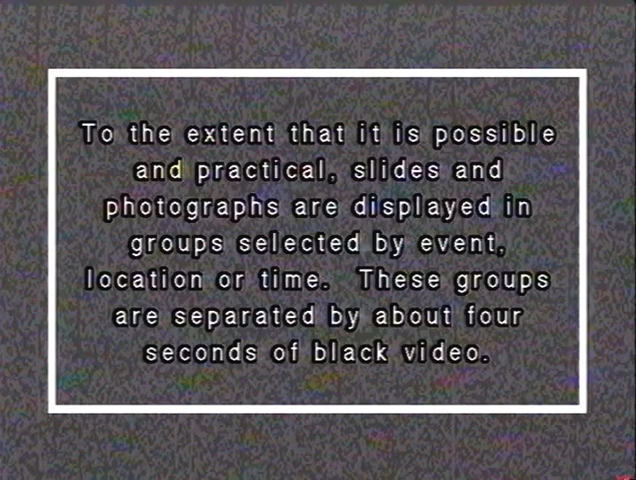 To the extent that it is possible
and practical, slides and
photographs are displayed in
groups selected by event,
location or time.  These groups
are separated by about four
seconds of black video.